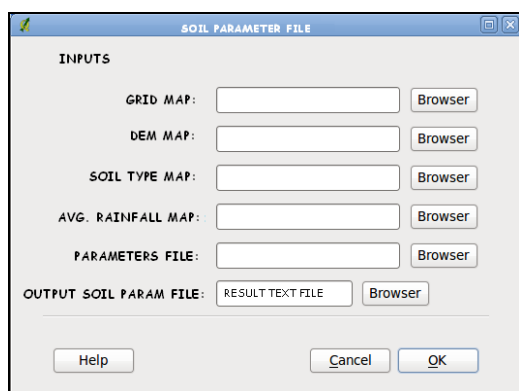 SOIL PARAMETER FILE
INPUTS
GRID MAP: Browser
DEM MAP: Browser
SOIL TYPE MAP: Browser
AVG. RAINFALL MAP: Browser
PARAMETERS FILE: Browser
OUTPUT SOIL PARAM FILE: RESULT TEXT FILE Browser
Help Cancel OK